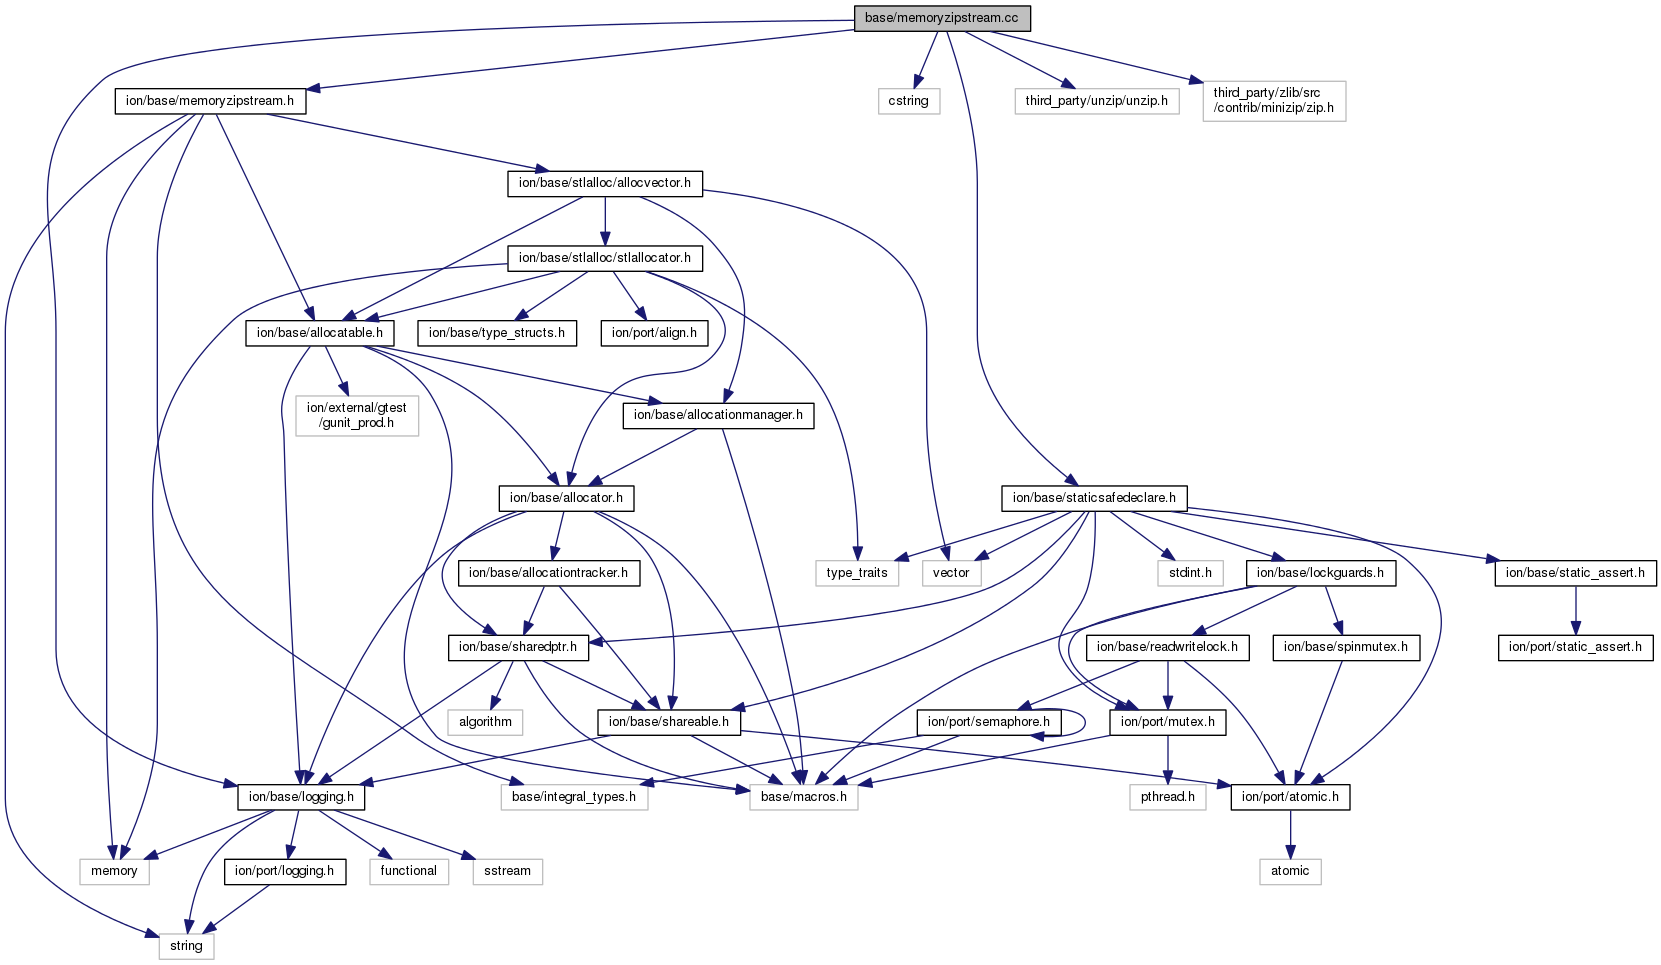 base/memoryzipstream.cc
ion/base/memoryzipstream.h
cstring
third_party/unzip/unzip.h
third_party/zlib/src
/contrib/minizip/zip.h
ion/base/stlalloc/allocvector.h
ion/base/stlalloc/stlallocator.h
ion/base/allocatable.h
ion/base/type_structs.h
ion/port/align.h
ion/external/gtest
/gunit_prod.h
ion/base/allocationmanager.h
ion/base/allocator.h
ion/base/staticsafedeclare.h
ion/base/allocationtracker.h
type_traits
vector
stdint.h
ion/base/lockguards.h
ion/base/static_assert.h
ion/base/sharedptr.h
ion/base/readwritelock.h
ion/base/spinmutex.h
ion/port/static_assert.h
algorithm
ion/base/shareable.h
ion/port/semaphore.h
ion/port/mutex.h
ion/base/logging.h
base/integral_types.h
base/macros.h
pthread.h
ion/port/atomic.h
memory
ion/port/logging.h
functional
sstream
atomic
string